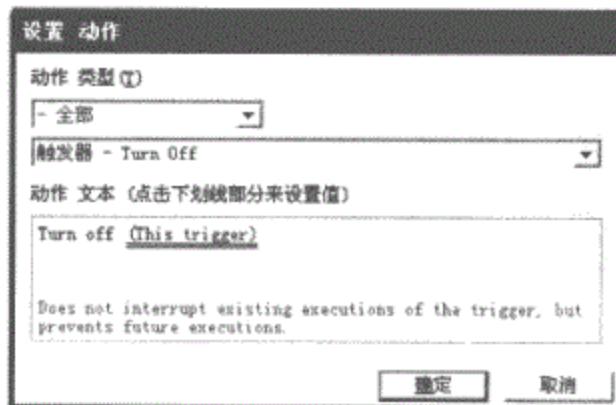 设置 动作
动作 类型(T)
- 全部
触发器 - Turn Off
动作 文本 (点击下划线部分来设置值)
Turn off (This trigger)
Does not interrupt existing executions of the trigger, but
prevents future executions.
确定
取消